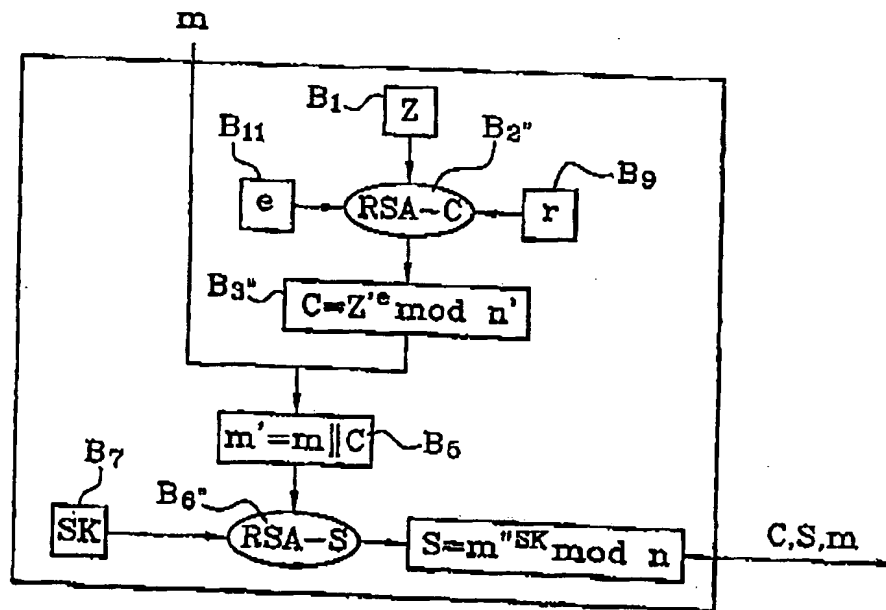 m
B1
Z
B2"
B11
e
RSA-C
r
B9
B3"
C=Z'^e mod n'
m'=m||C
B5
B7
B6"
SK
RSA-S
S=m"^SK mod n
C,S,m